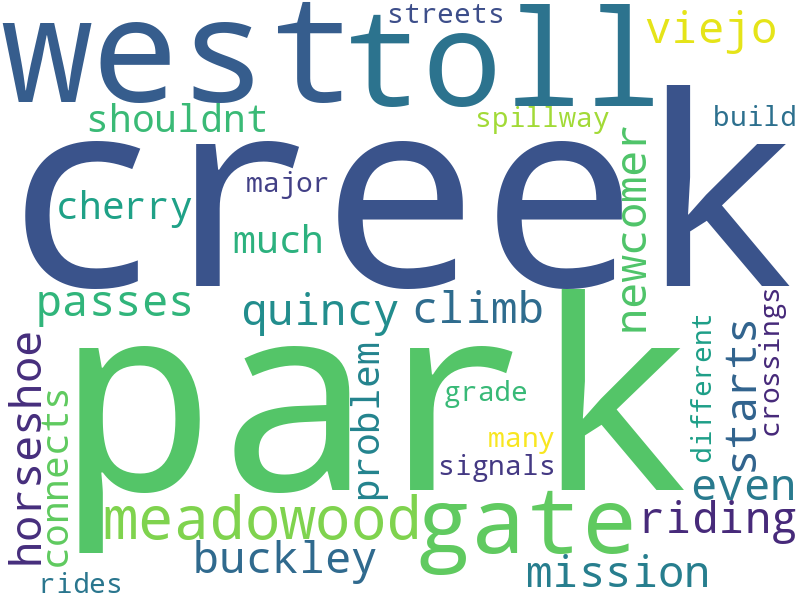 streets
west
toll
viejo
shouldnt
spillway
build
creek
newcomer
major
cherry
much
passes
quincy
climb
park
horseshoe
connects
problem
grade
different
starts
crossings
many
signals
even
meadowood
gate
riding
buckley
mission
rides